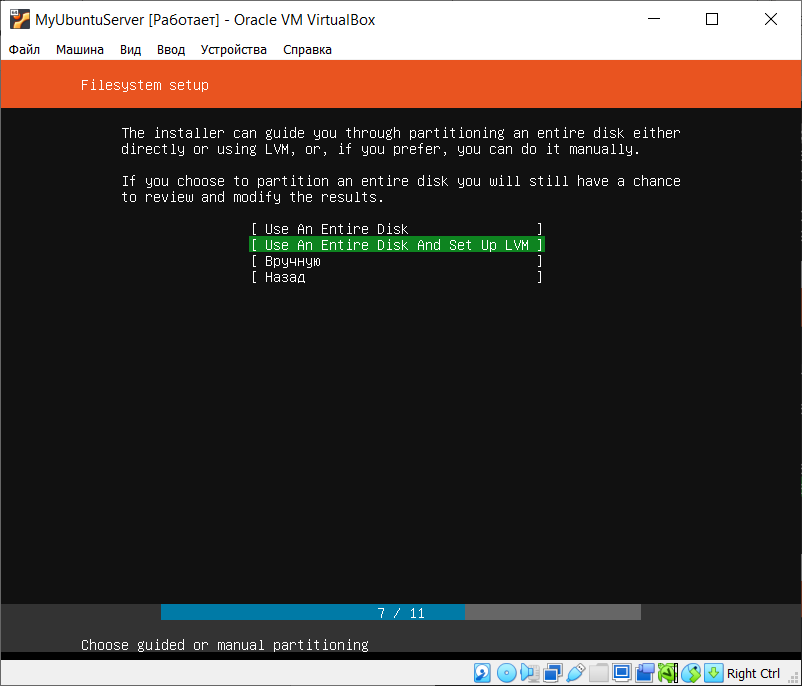 MyUbuntuServer [Работает] - Oracle VM VirtualBox
Файл Машина Вид Ввод Устройства Справка
Filesystem setup
The installer can guide you through partitioning an entire disk either
directly or using LVM, or, if you prefer, you can do it manually.
If you choose to partition an entire disk you will still have a chance
to review and modify the results.
[ Use An Entire Disk ]
[ Use An Entire Disk And Set Up LVM ]
[ Вручную ]
[ Назад ]
7 / 11
Choose guided or manual partitioning
Right Ctrl